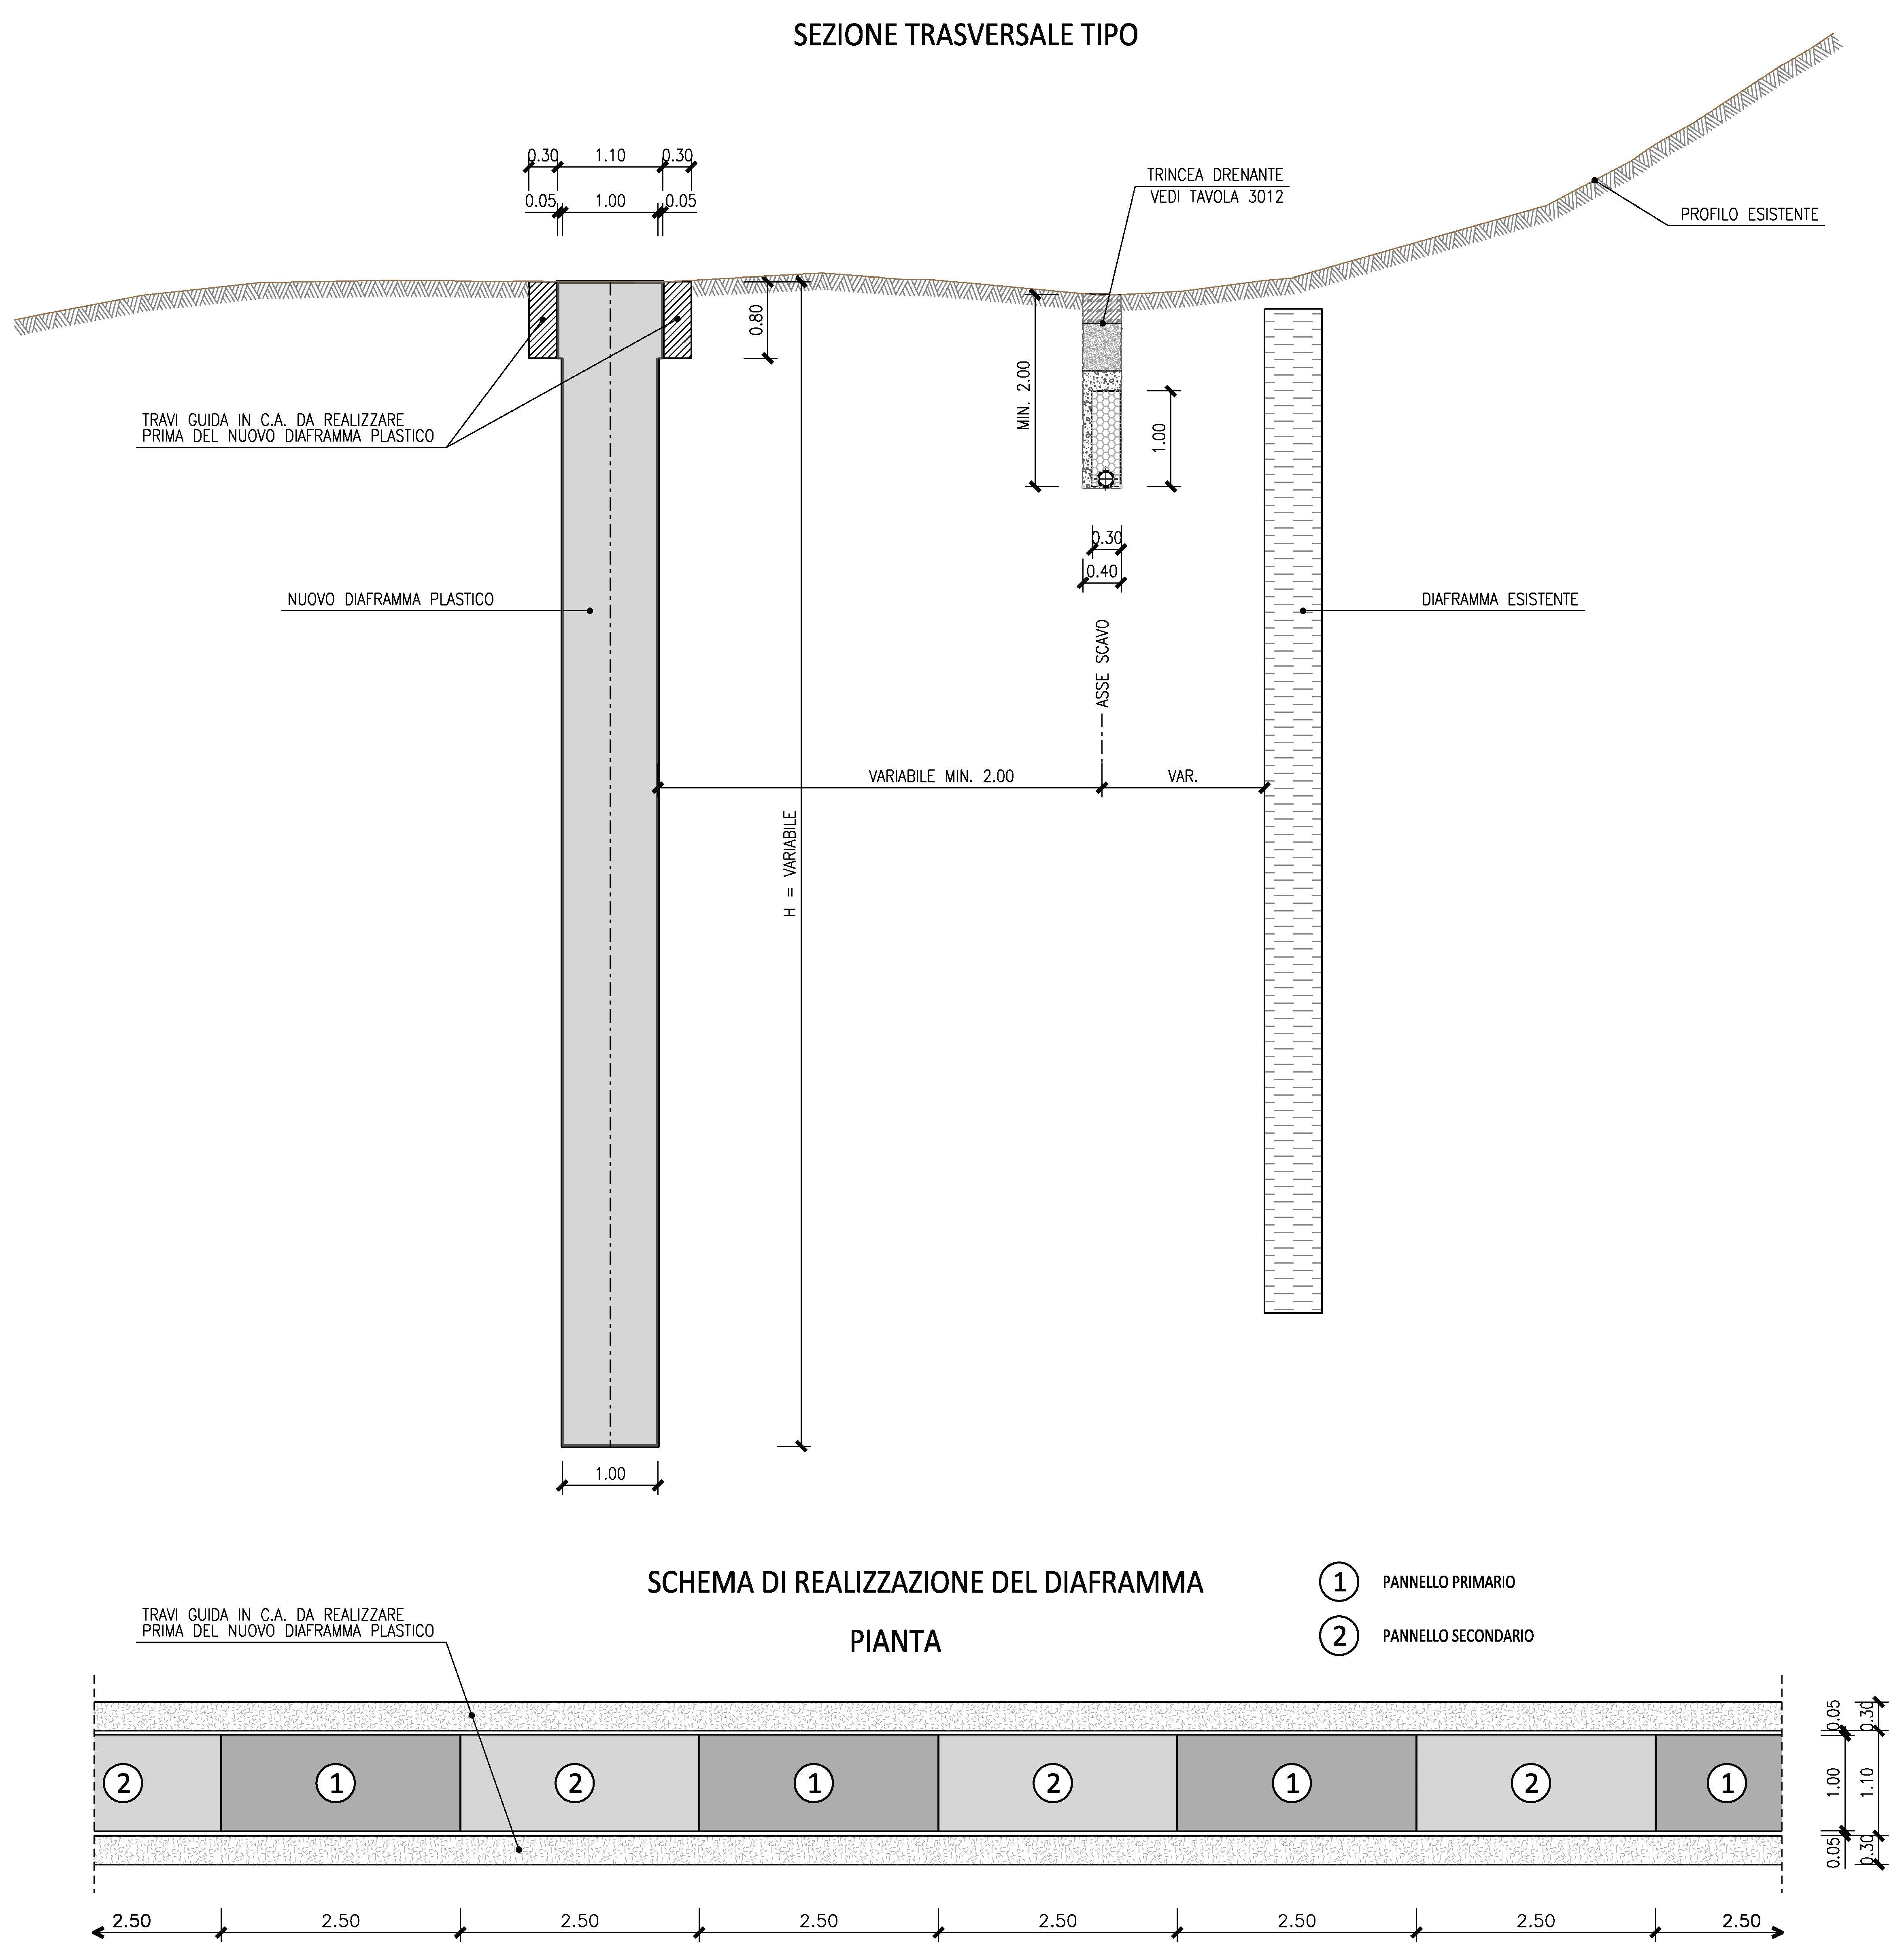 SEZIONE TRASVERSALE TIPO
0.30 1.10 0.30
0.05 1.00 0.05
TRINCEA DRENANTE
VEDI TAVOLA 3012
PROFILO ESISTENTE
0.80
MIN. 2.00
1.00
TRAVI GUIDA IN C.A. DA REALIZZARE
PRIMA DEL NUOVO DIAFRAMMA PLASTICO
0.30
0.40
NUOVO DIAFRAMMA PLASTICO
ASSE SCAVO
DIAFRAMMA ESISTENTE
VARIABILE MIN. 2.00
VAR.
H = VARIABILE
1.00
SCHEMA DI REALIZZAZIONE DEL DIAFRAMMA
1 PANNELLO PRIMARIO
PIANTA
2 PANNELLO SECONDARIO
TRAVI GUIDA IN C.A. DA REALIZZARE
PRIMA DEL NUOVO DIAFRAMMA PLASTICO
0.05 0.30
2 1 2 1 2 1 2 1
1.00 1.10
0.05 0.30
2.50 2.50 2.50 2.50 2.50 2.50 2.50 2.50